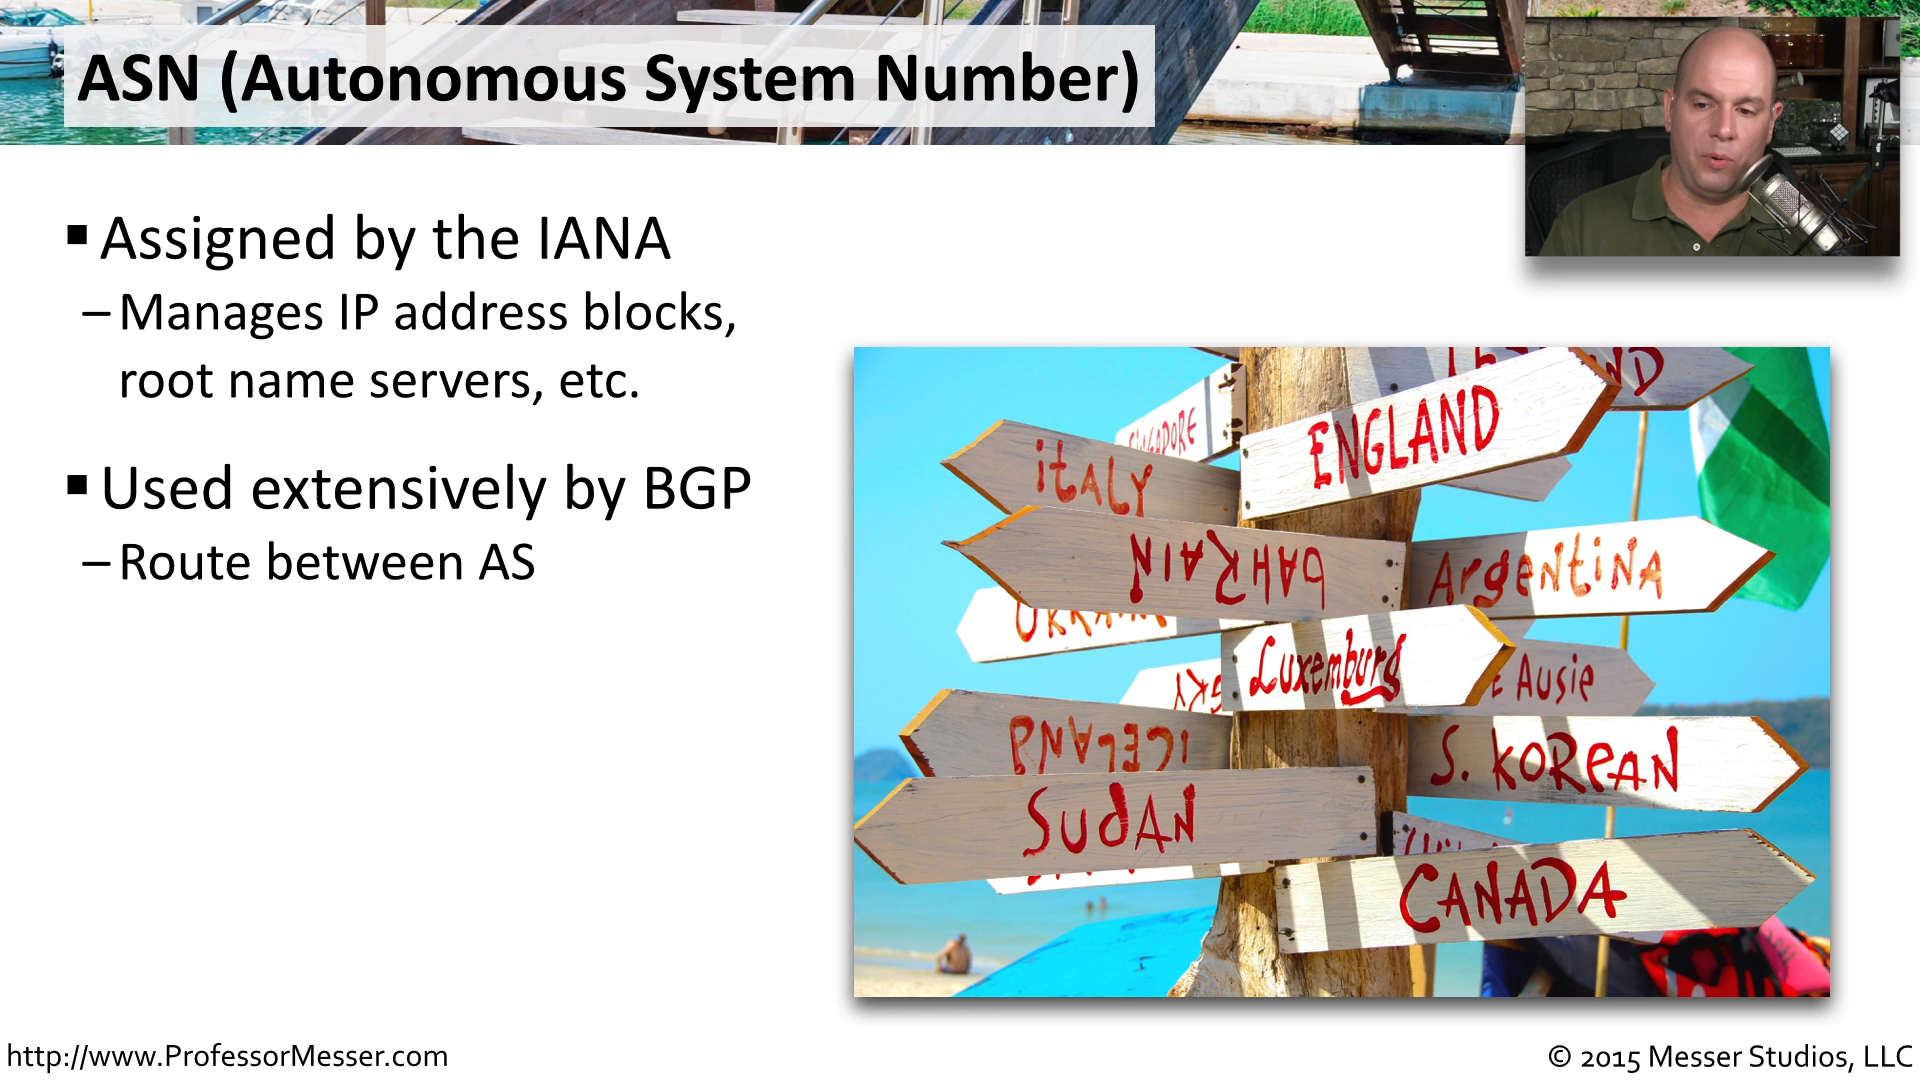 ASN (Autonomous System Number)
▪ Assigned by the IANA
– Manages IP address blocks,
root name servers, etc.
▪ Used extensively by BGP
– Route between AS
ENGLAND
SINGAPORE
iTALY
bAHRAIN
ArgeNtiNA
UKRAINE
Luxemburg
Ausie
ICELAND
S. KOREAN
SUdAN
CANADA
http://www.ProfessorMesser.com
© 2015 Messer Studios, LLC